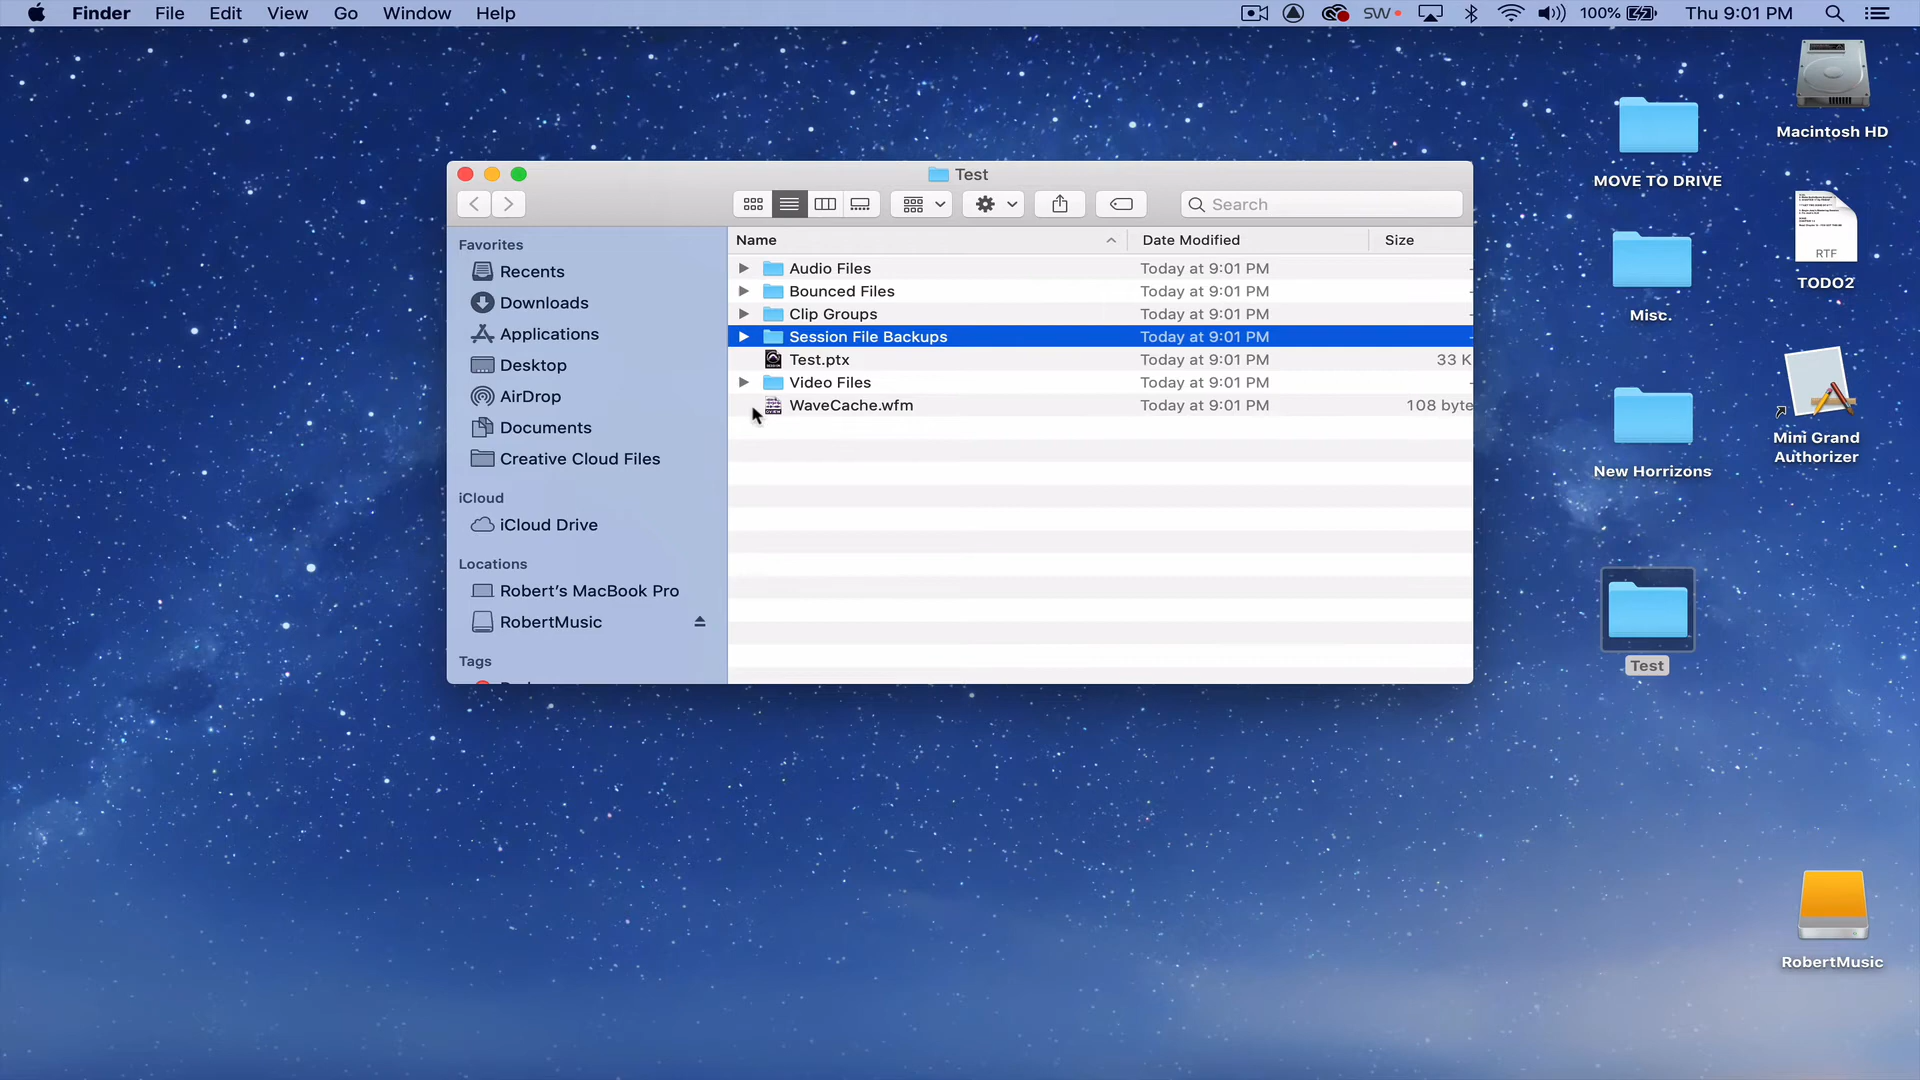 Finder File Edit View Go Window Help SW 100% Thu 9:01 PM
Macintosh HD
MOVE TO DRIVE
RTF
TODO2
Misc.
Mini Grand
Authorizer
New Horrizons
Test
RobertMusic
Test
Search
Favorites
Recents
Downloads
Applications
Desktop
AirDrop
Documents
Creative Cloud Files
iCloud
iCloud Drive
Locations
Robert's MacBook Pro
RobertMusic
Tags
Name Date Modified Size
Audio Files Today at 9:01 PM
Bounced Files Today at 9:01 PM
Clip Groups Today at 9:01 PM
Session File Backups Today at 9:01 PM
Test.ptx Today at 9:01 PM 33 K
Video Files Today at 9:01 PM
WaveCache.wfm Today at 9:01 PM 108 byte